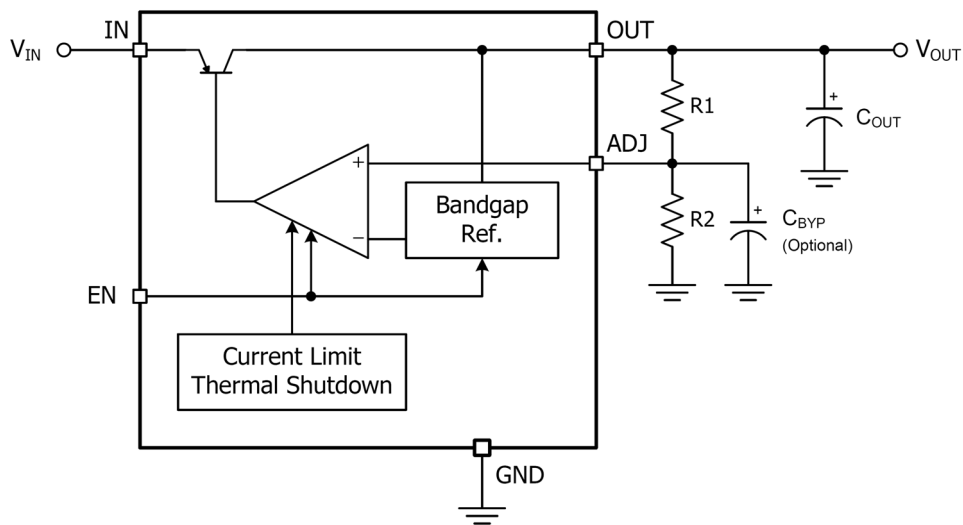 IN
OUT
V_IN
V_OUT
R1
+
C_OUT
ADJ
+
Bandgap
Ref.
−
R2
+
C_BYP
(Optional)
EN
Current Limit
Thermal Shutdown
GND